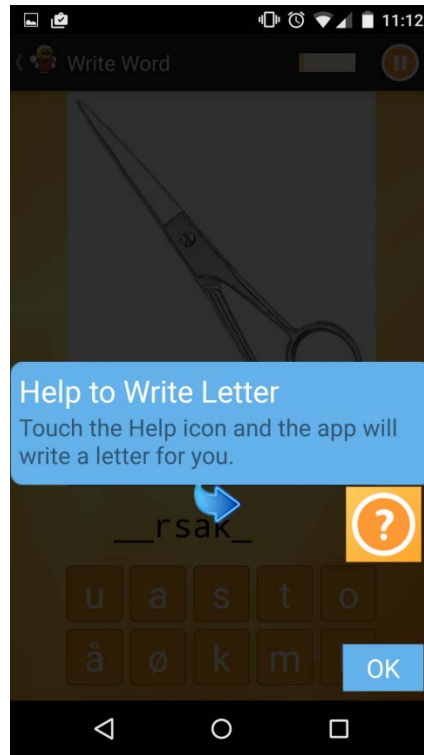 11:12
Write Word
Help to Write Letter
Touch the Help icon and the app will
write a letter for you.
__rsak_
?
u a s t o
å ø k m
OK